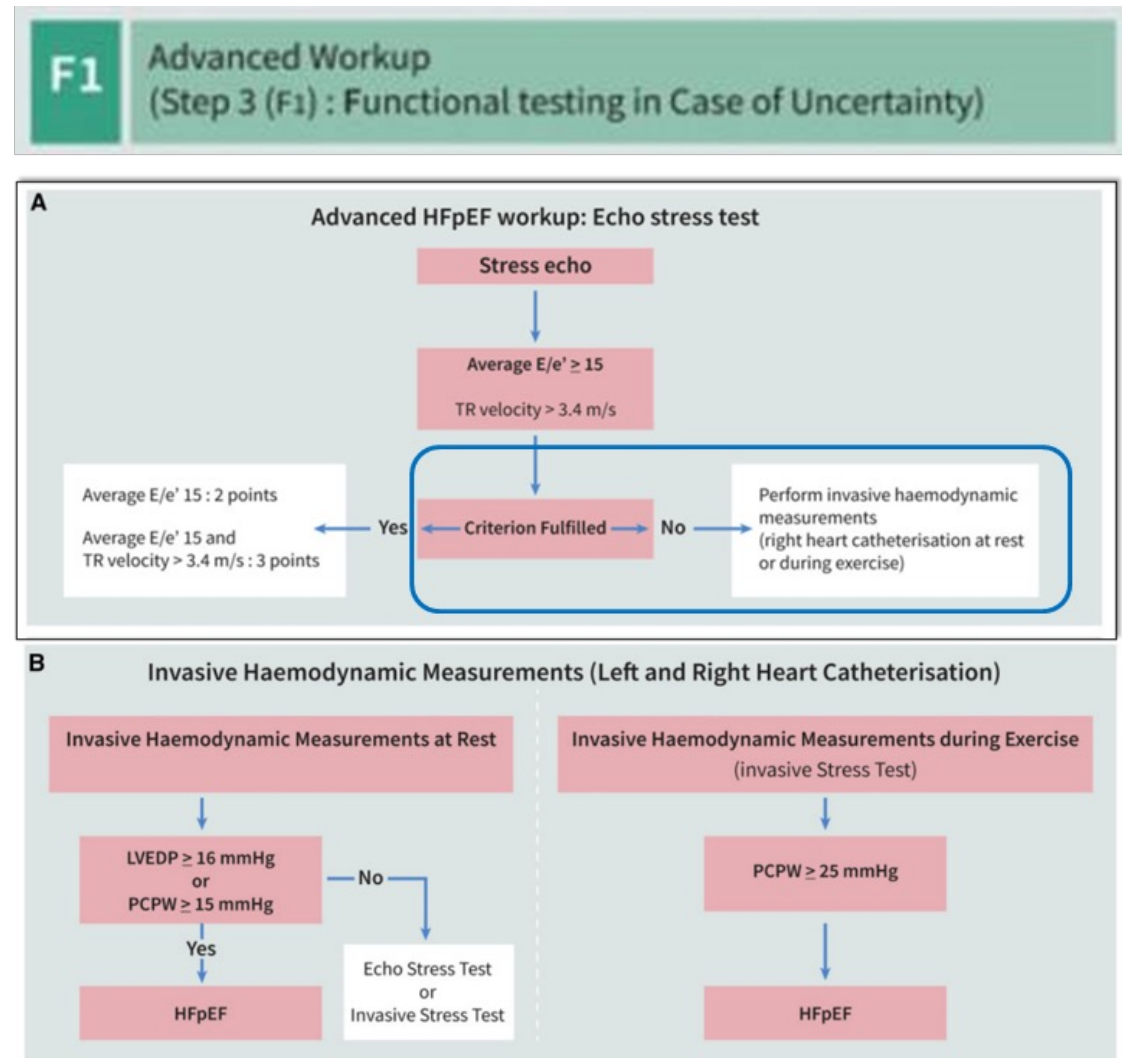 F1
Advanced Workup
(Step 3 (F1) : Functional testing in Case of Uncertainty)
A
Advanced HFpEF workup: Echo stress test
Stress echo
Average E/e’ ≥ 15
TR velocity > 3.4 m/s
Average E/e’ 15 : 2 points
Average E/e’ 15 and
TR velocity > 3.4 m/s : 3 points
Yes
Criterion Fulfilled
No
Perform invasive haemodynamic
measurements
(right heart catheterisation at rest
or during exercise)
B
Invasive Haemodynamic Measurements (Left and Right Heart Catheterisation)
Invasive Haemodynamic Measurements at Rest
LVEDP ≥ 16 mmHg
or
PCPW ≥ 15 mmHg
No
Yes
Echo Stress Test
or
Invasive Stress Test
HFpEF
Invasive Haemodynamic Measurements during Exercise
(invasive Stress Test)
PCPW ≥ 25 mmHg
HFpEF